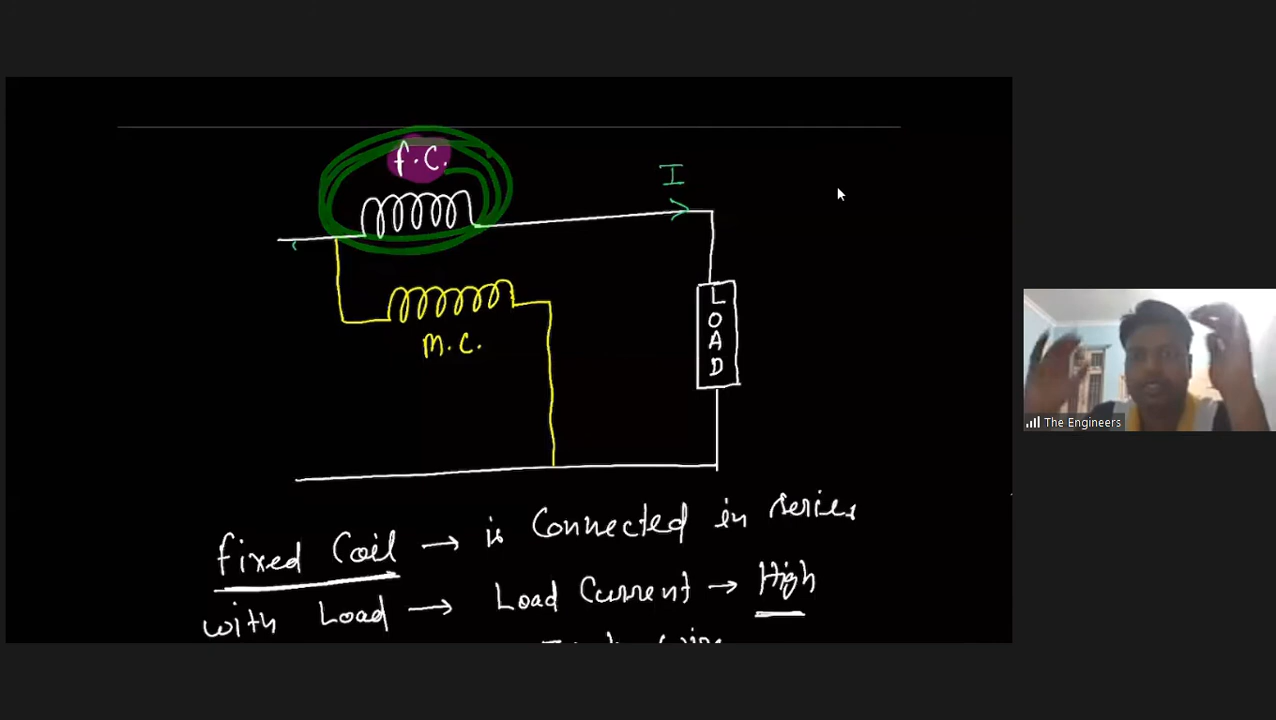 f.C.
I
M.C.
LOAD
The Engineers
fixed Coil → is Connected in series
with Load → Load Current → High